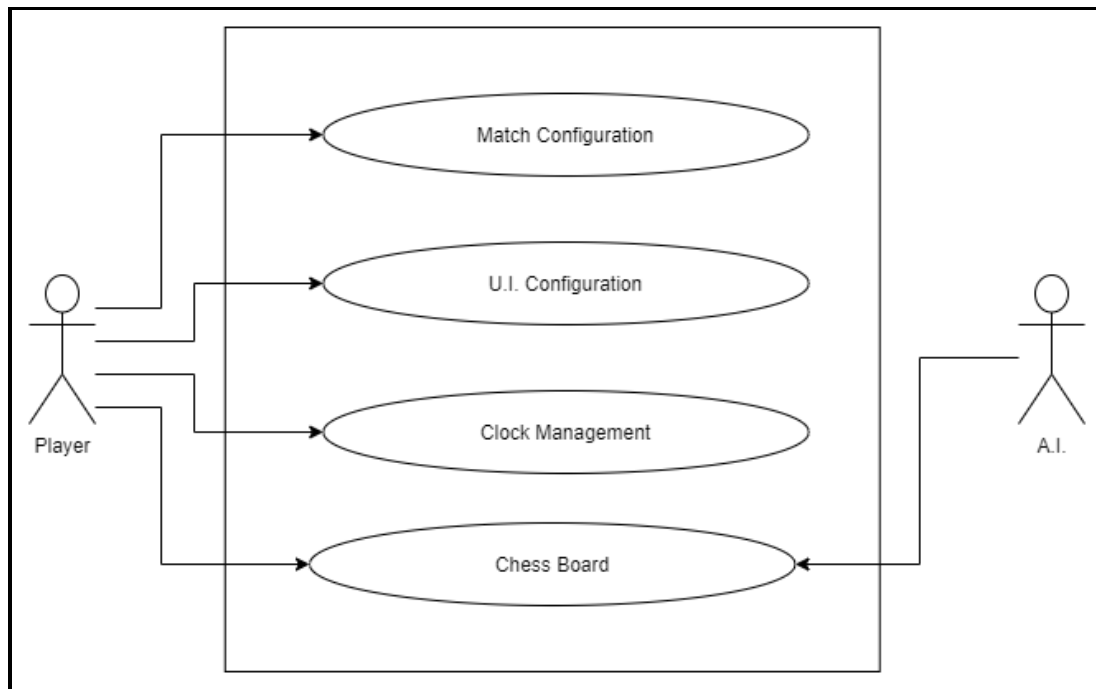 Match Configuration
U.I. Configuration
Player
Clock Management
A.I.
Chess Board